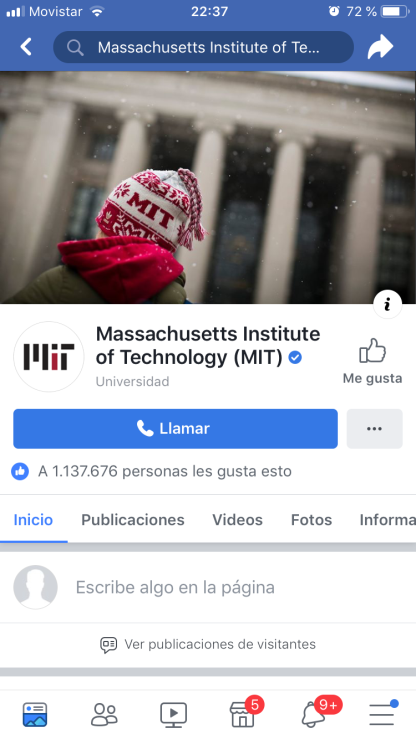 Movistar 22:37 72 %
Massachusetts Institute of Te...
MIT
Massachusetts Institute
of Technology (MIT)
MiT
Universidad
Me gusta
Llamar
A 1.137.676 personas les gusta esto
Inicio Publicaciones Videos Fotos Informa
Escribe algo en la página
Ver publicaciones de visitantes
5 9+